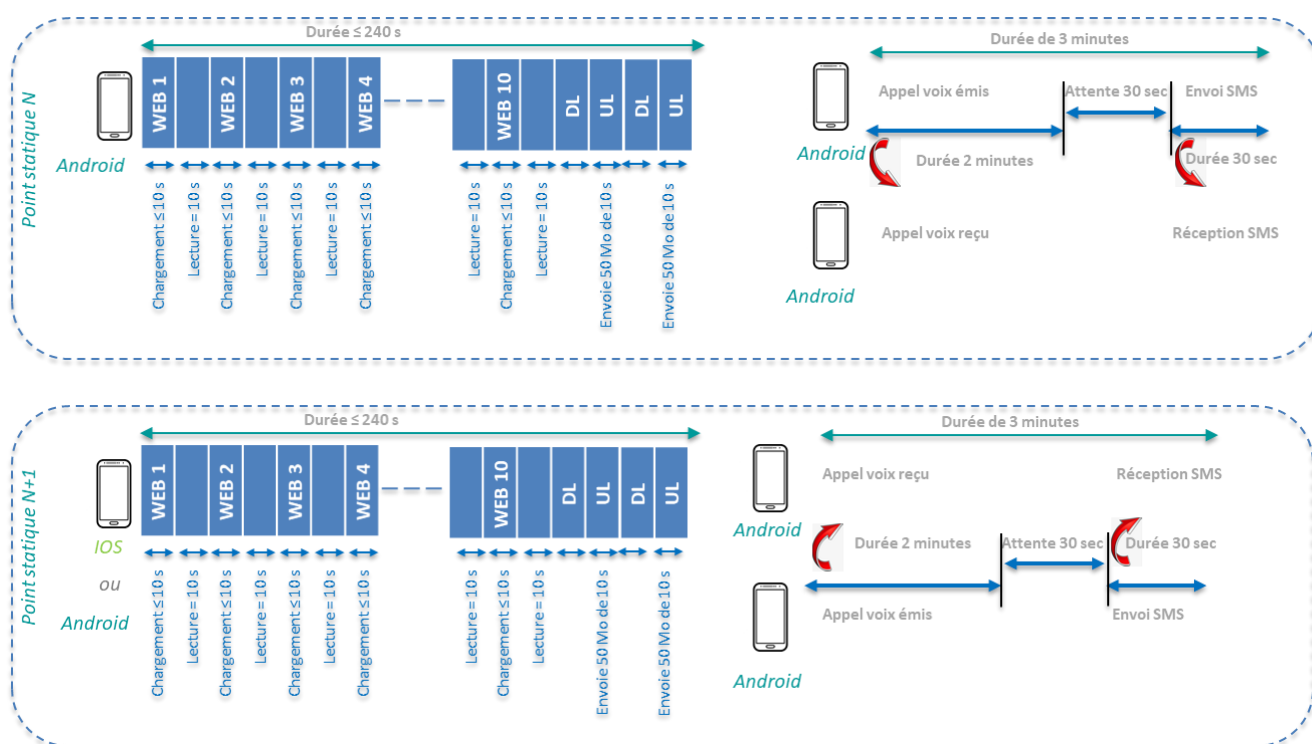 Point statique N
Durée ≤ 240 s
Android
WEB 1
WEB 2
WEB 3
WEB 4
WEB 10
DL
UL
DL
UL
Chargement ≤ 10 s
Lecture = 10 s
Chargement ≤ 10 s
Lecture = 10 s
Chargement ≤ 10 s
Lecture = 10 s
Chargement ≤ 10 s
Lecture = 10 s
Chargement ≤ 10 s
Lecture = 10 s
Envoie 50 Mo de 10 s
Envoie 50 Mo de 10 s
Durée de 3 minutes
Appel voix émis
Attente 30 sec
Envoi SMS
Android
Durée 2 minutes
Durée 30 sec
Appel voix reçu
Réception SMS
Android
Point statique N+1
Durée ≤ 240 s
IOS
ou
Android
WEB 1
WEB 2
WEB 3
WEB 4
WEB 10
DL
UL
DL
UL
Chargement ≤ 10 s
Lecture = 10 s
Chargement ≤ 10 s
Lecture = 10 s
Chargement ≤ 10 s
Lecture = 10 s
Chargement ≤ 10 s
Lecture = 10 s
Chargement ≤ 10 s
Lecture = 10 s
Envoie 50 Mo de 10 s
Envoie 50 Mo de 10 s
Durée de 3 minutes
Appel voix reçu
Réception SMS
Android
Durée 2 minutes
Attente 30 sec
Durée 30 sec
Appel voix émis
Envoi SMS
Android